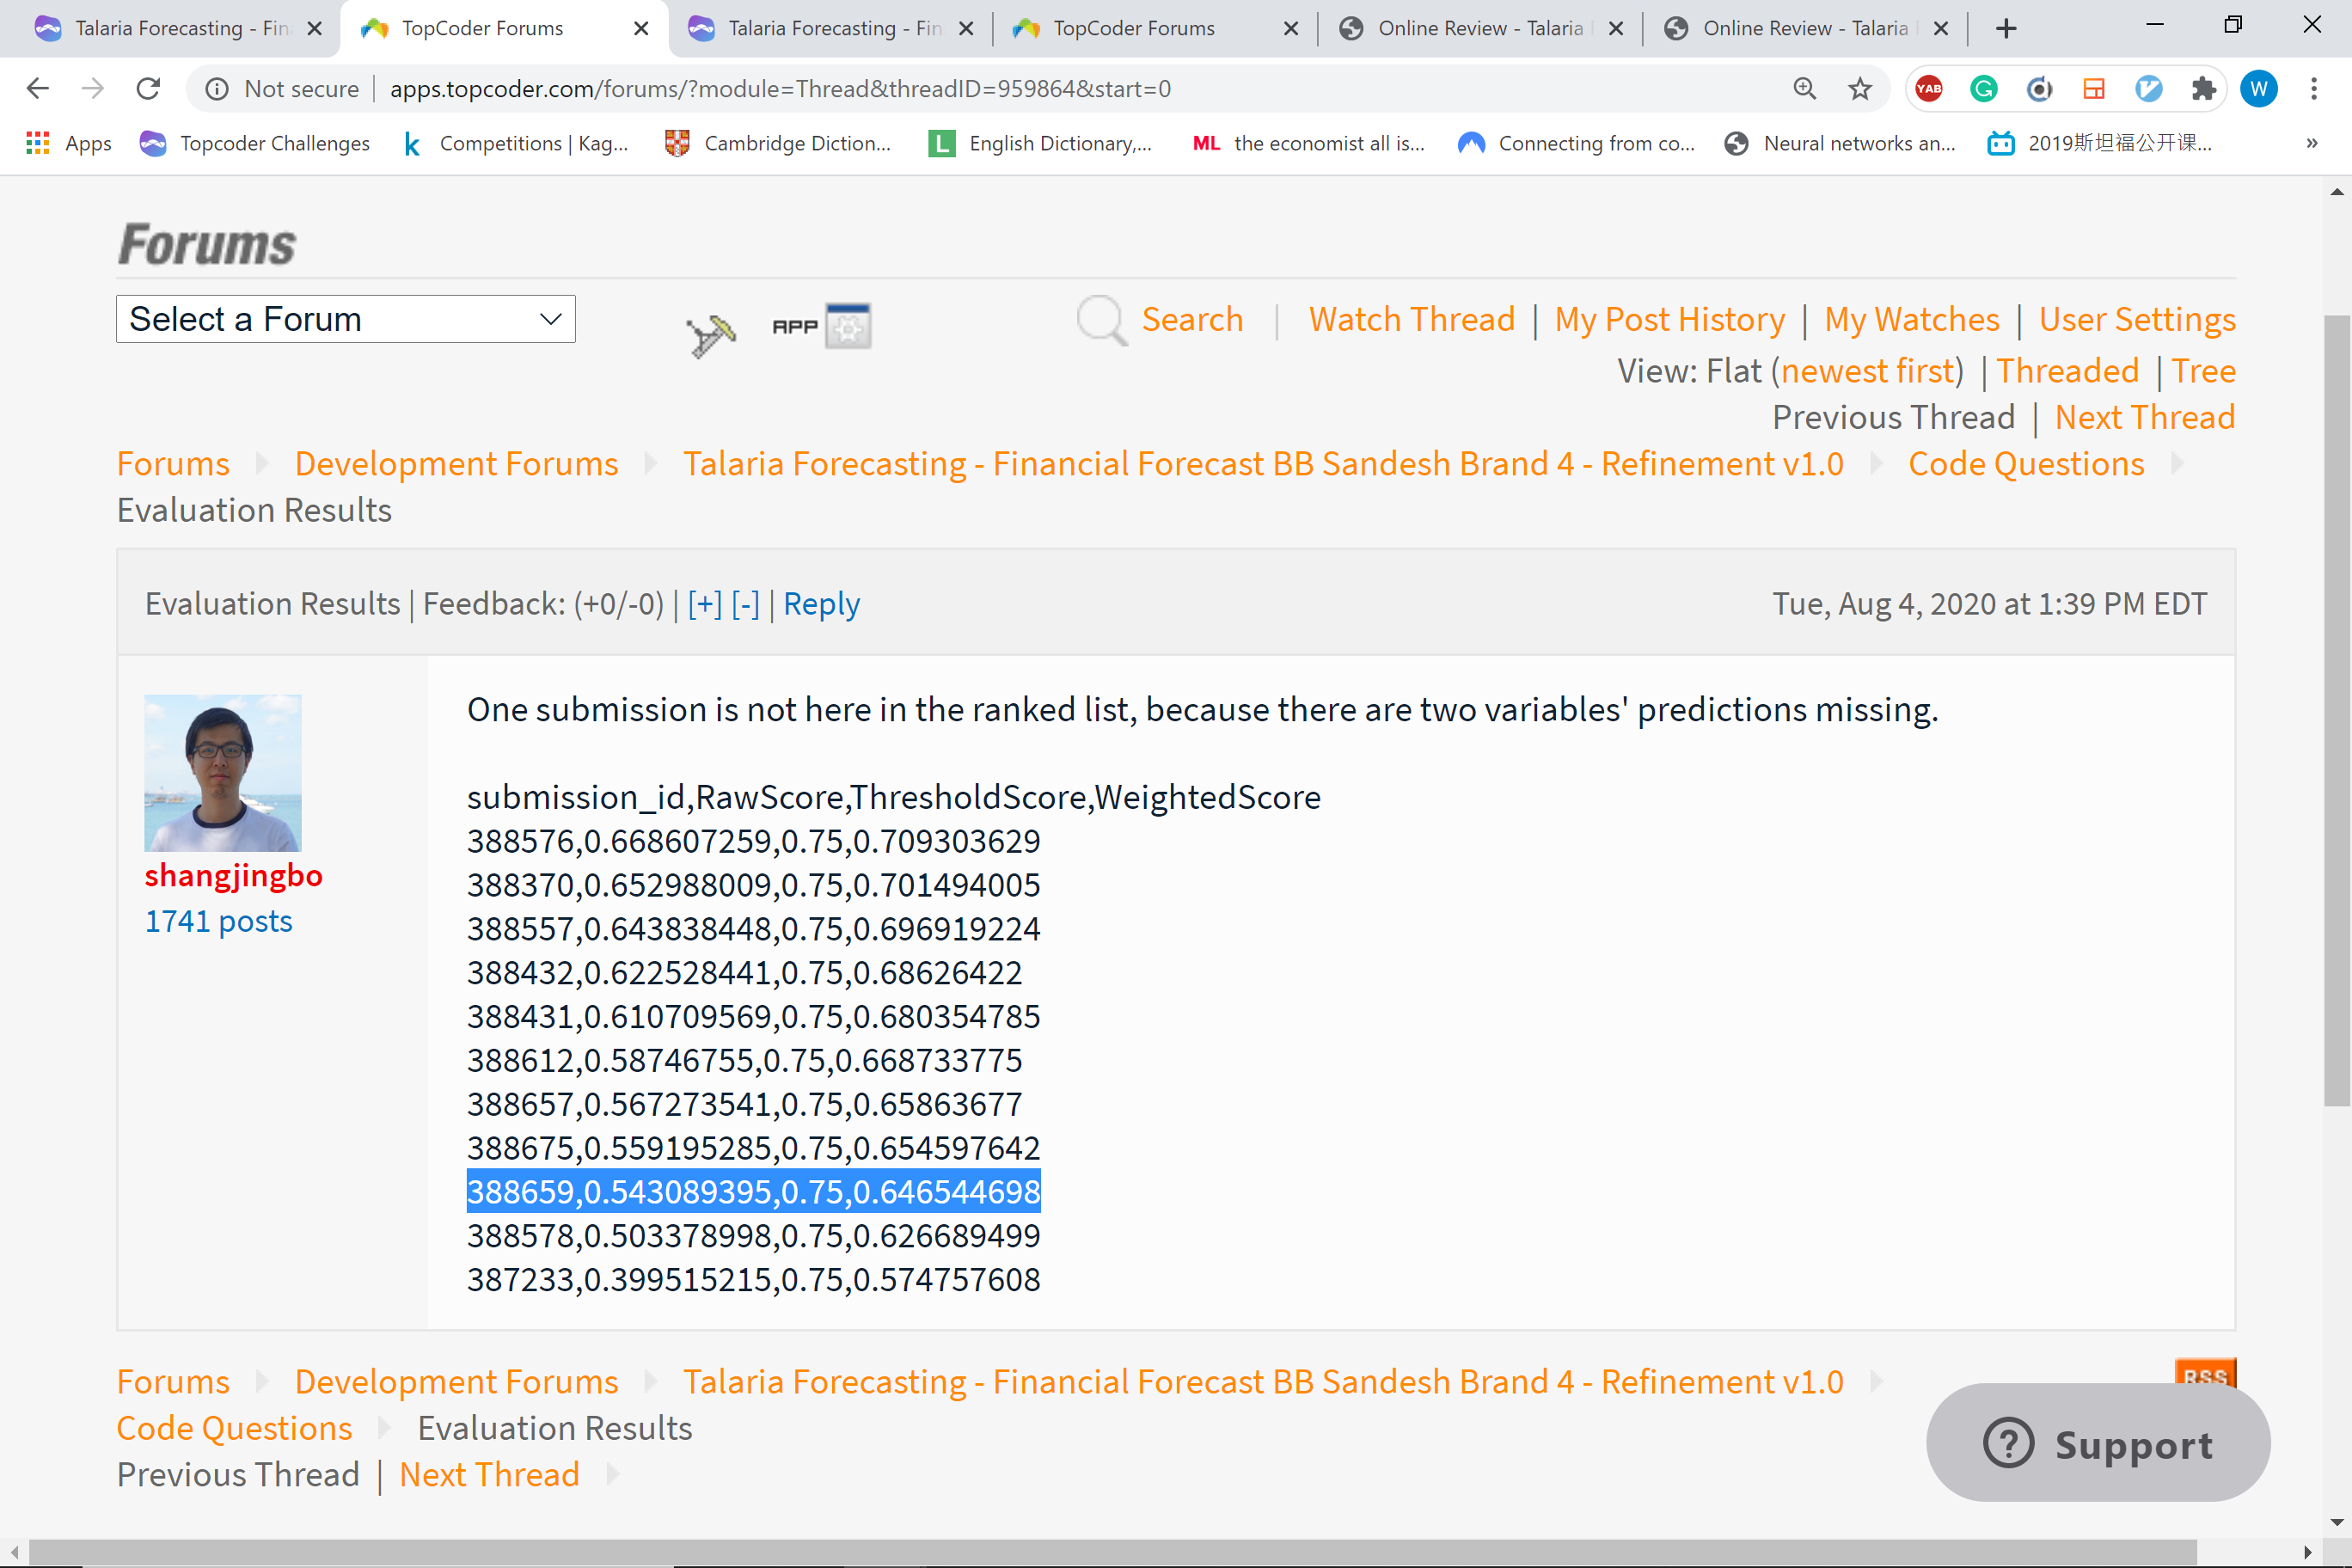 Talaria Forecasting - Fin
TopCoder Forums
Talaria Forecasting - Fin
TopCoder Forums
Online Review - Talaria
Online Review - Talaria
Not secure
apps.topcoder.com/forums/?module=Thread&threadID=959864&start=0
YAB
W
Apps
Topcoder Challenges
k
Competitions | Kag...
Cambridge Diction...
L
English Dictionary,...
ML
the economist all is...
Connecting from co...
Neural networks an...
2019斯坦福公开课...
»
Forums
Select a Forum
APP
Search | Watch Thread | My Post History | My Watches | User Settings
View: Flat (newest first) | Threaded | Tree
Previous Thread | Next Thread
Forums Development Forums Talaria Forecasting - Financial Forecast BB Sandesh Brand 4 - Refinement v1.0 Code Questions
Evaluation Results
Evaluation Results | Feedback: (+0/-0) | [+] [-] | Reply
Tue, Aug 4, 2020 at 1:39 PM EDT
shangjingbo
1741 posts
One submission is not here in the ranked list, because there are two variables' predictions missing.
submission_id,RawScore,ThresholdScore,WeightedScore
388576,0.668607259,0.75,0.709303629
388370,0.652988009,0.75,0.701494005
388557,0.643838448,0.75,0.696919224
388432,0.622528441,0.75,0.68626422
388431,0.610709569,0.75,0.680354785
388612,0.58746755,0.75,0.668733775
388657,0.567273541,0.75,0.65863677
388675,0.559195285,0.75,0.654597642
388659,0.543089395,0.75,0.646544698
388578,0.503378998,0.75,0.626689499
387233,0.399515215,0.75,0.574757608
Forums Development Forums Talaria Forecasting - Financial Forecast BB Sandesh Brand 4 - Refinement v1.0
RSS
Code Questions Evaluation Results
Previous Thread | Next Thread
Support